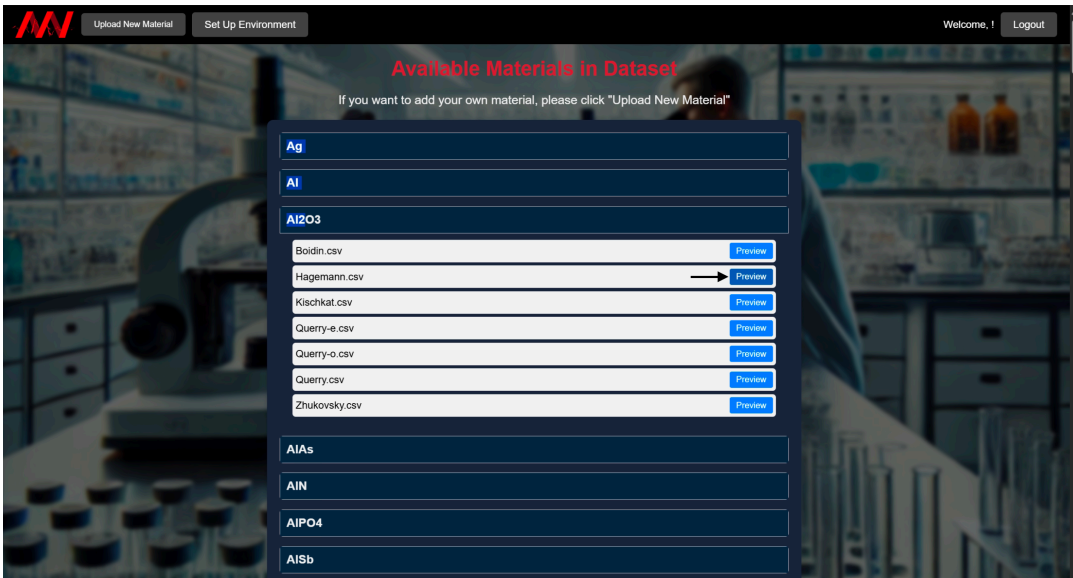 Upload New Material Set Up Environment Welcome, ! Logout
Available Materials in Dataset
If you want to add your own material, please click "Upload New Material"
Ag
Al
Al2O3
Boidin.csv Preview
Hagemann.csv Preview
Kischkat.csv Preview
Querry-e.csv Preview
Querry-o.csv Preview
Querry.csv Preview
Zhukovsky.csv Preview
AlAs
AlN
AlPO4
AlSb